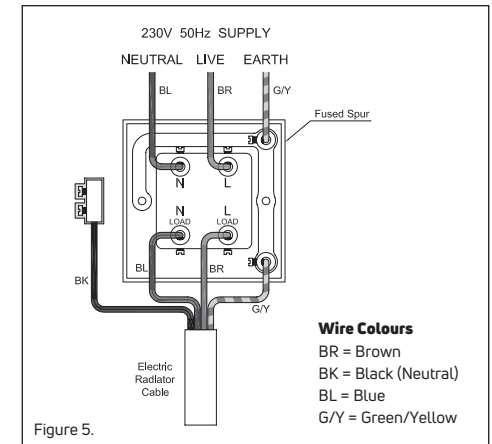 230V 50Hz SUPPLY
NEUTRAL LIVE EARTH
BL BR G/Y
Fused Spur
N L
N L
LOAD LOAD
BL BR
BK
G/Y
Electric
Radiator
Cable
Wire Colours
BR = Brown
BK = Black (Neutral)
BL = Blue
G/Y = Green/Yellow
Figure 5.